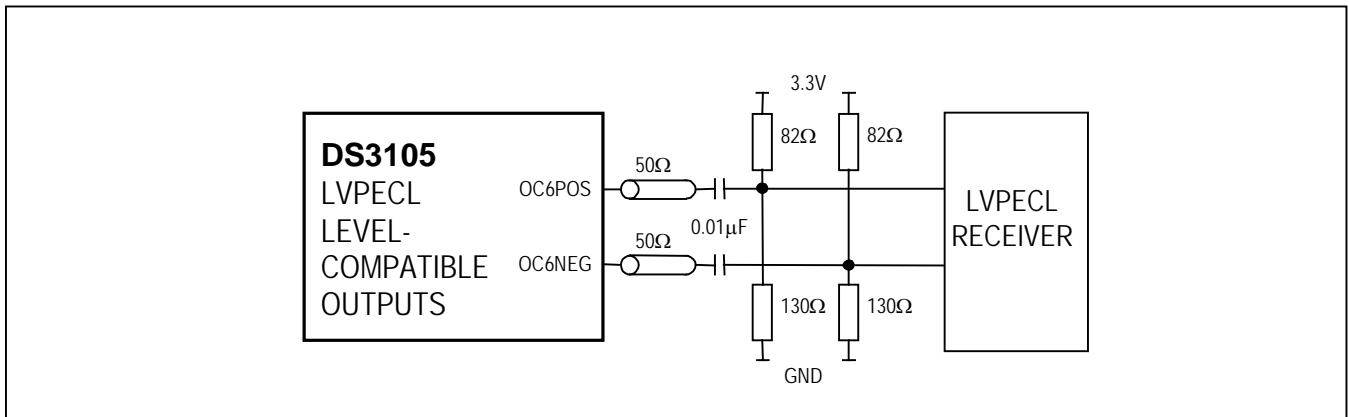 3.3V
82Ω
82Ω
DS3105
LVPECL
LEVEL-
COMPATIBLE
OUTPUTS
OC6POS
50Ω
0.01µF
OC6NEG
50Ω
LVPECL
RECEIVER
130Ω
130Ω
GND